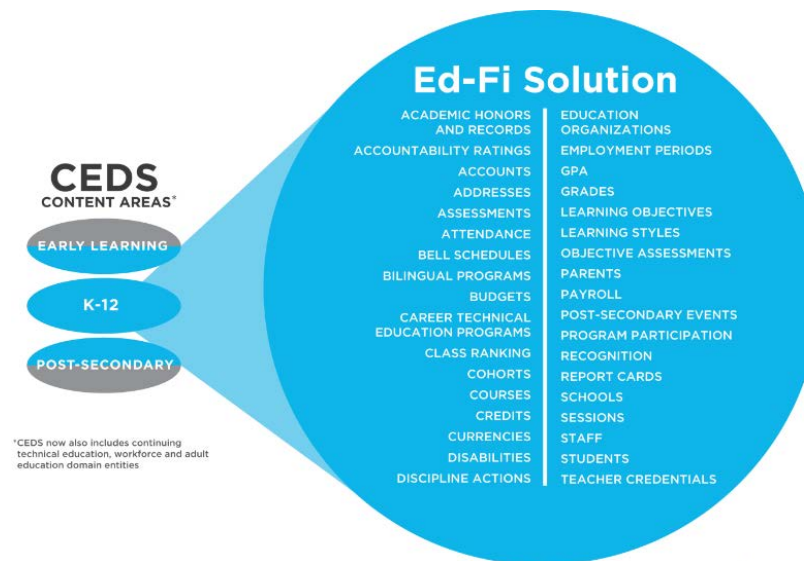 Ed-Fi Solution
CEDS
CONTENT AREAS*
EARLY LEARNING
K-12
POST-SECONDARY
*CEDS now also includes continuing
technical education, workforce and adult
education domain entities
ACADEMIC HONORS
AND RECORDS
ACCOUNTABILITY RATINGS
ACCOUNTS
ADDRESSES
ASSESSMENTS
ATTENDANCE
BELL SCHEDULES
BILINGUAL PROGRAMS
BUDGETS
CAREER TECHNICAL
EDUCATION PROGRAMS
CLASS RANKING
COHORTS
COURSES
CREDITS
CURRENCIES
DISABILITIES
DISCIPLINE ACTIONS
EDUCATION
ORGANIZATIONS
EMPLOYMENT PERIODS
GPA
GRADES
LEARNING OBJECTIVES
LEARNING STYLES
OBJECTIVE ASSESSMENTS
PARENTS
PAYROLL
POST-SECONDARY EVENTS
PROGRAM PARTICIPATION
RECOGNITION
REPORT CARDS
SCHOOLS
SESSIONS
STAFF
STUDENTS
TEACHER CREDENTIALS